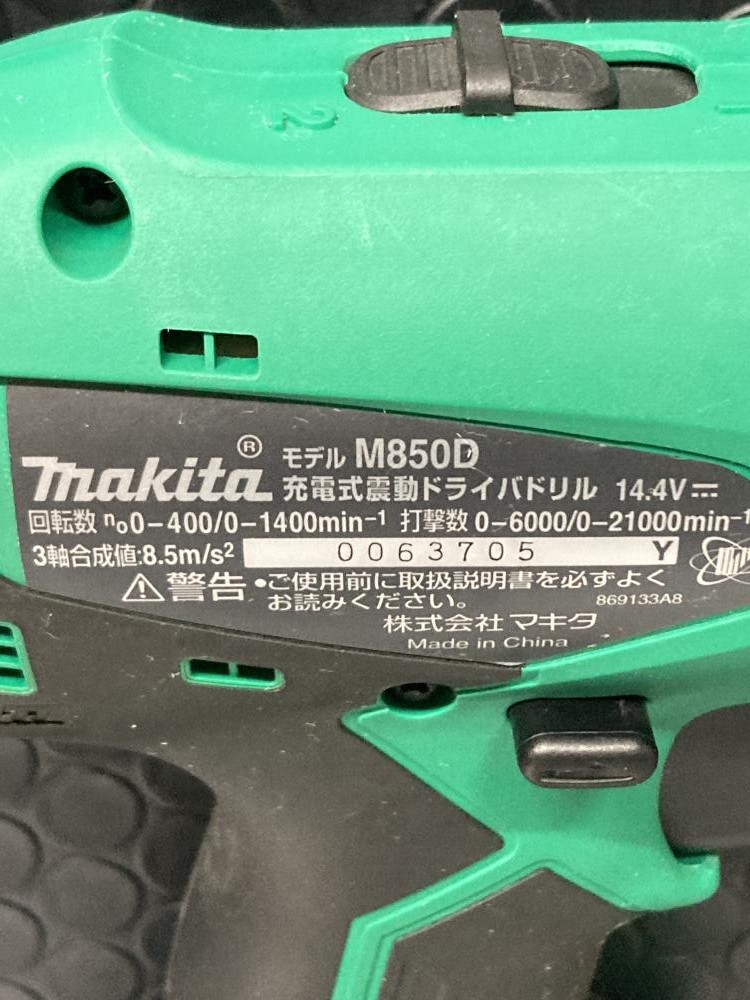 2
makita® モデル M850D
充電式震動ドライバドリル 14.4V⎓
回転数 n₀0-400/0-1400min⁻¹ 打撃数 0-6000/0-21000min⁻¹
3軸合成値:8.5m/s² 0063705 Y
⚠警告 •ご使用前に取扱説明書を必ずよく
お読みください。 869133A8
株式会社 マキタ
Made in China